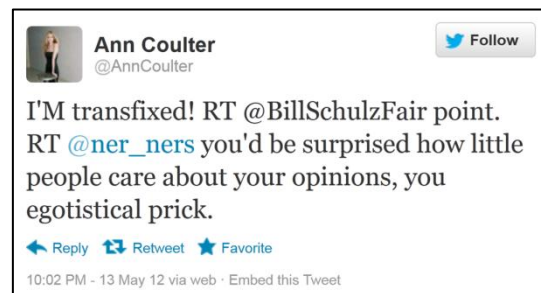 Ann Coulter
@AnnCoulter
Follow
I'M transfixed! RT @BillSchulzFair point.
RT @ner_ners you'd be surprised how little
people care about your opinions, you
egotistical prick.
Reply Retweet Favorite
10:02 PM - 13 May 12 via web · Embed this Tweet